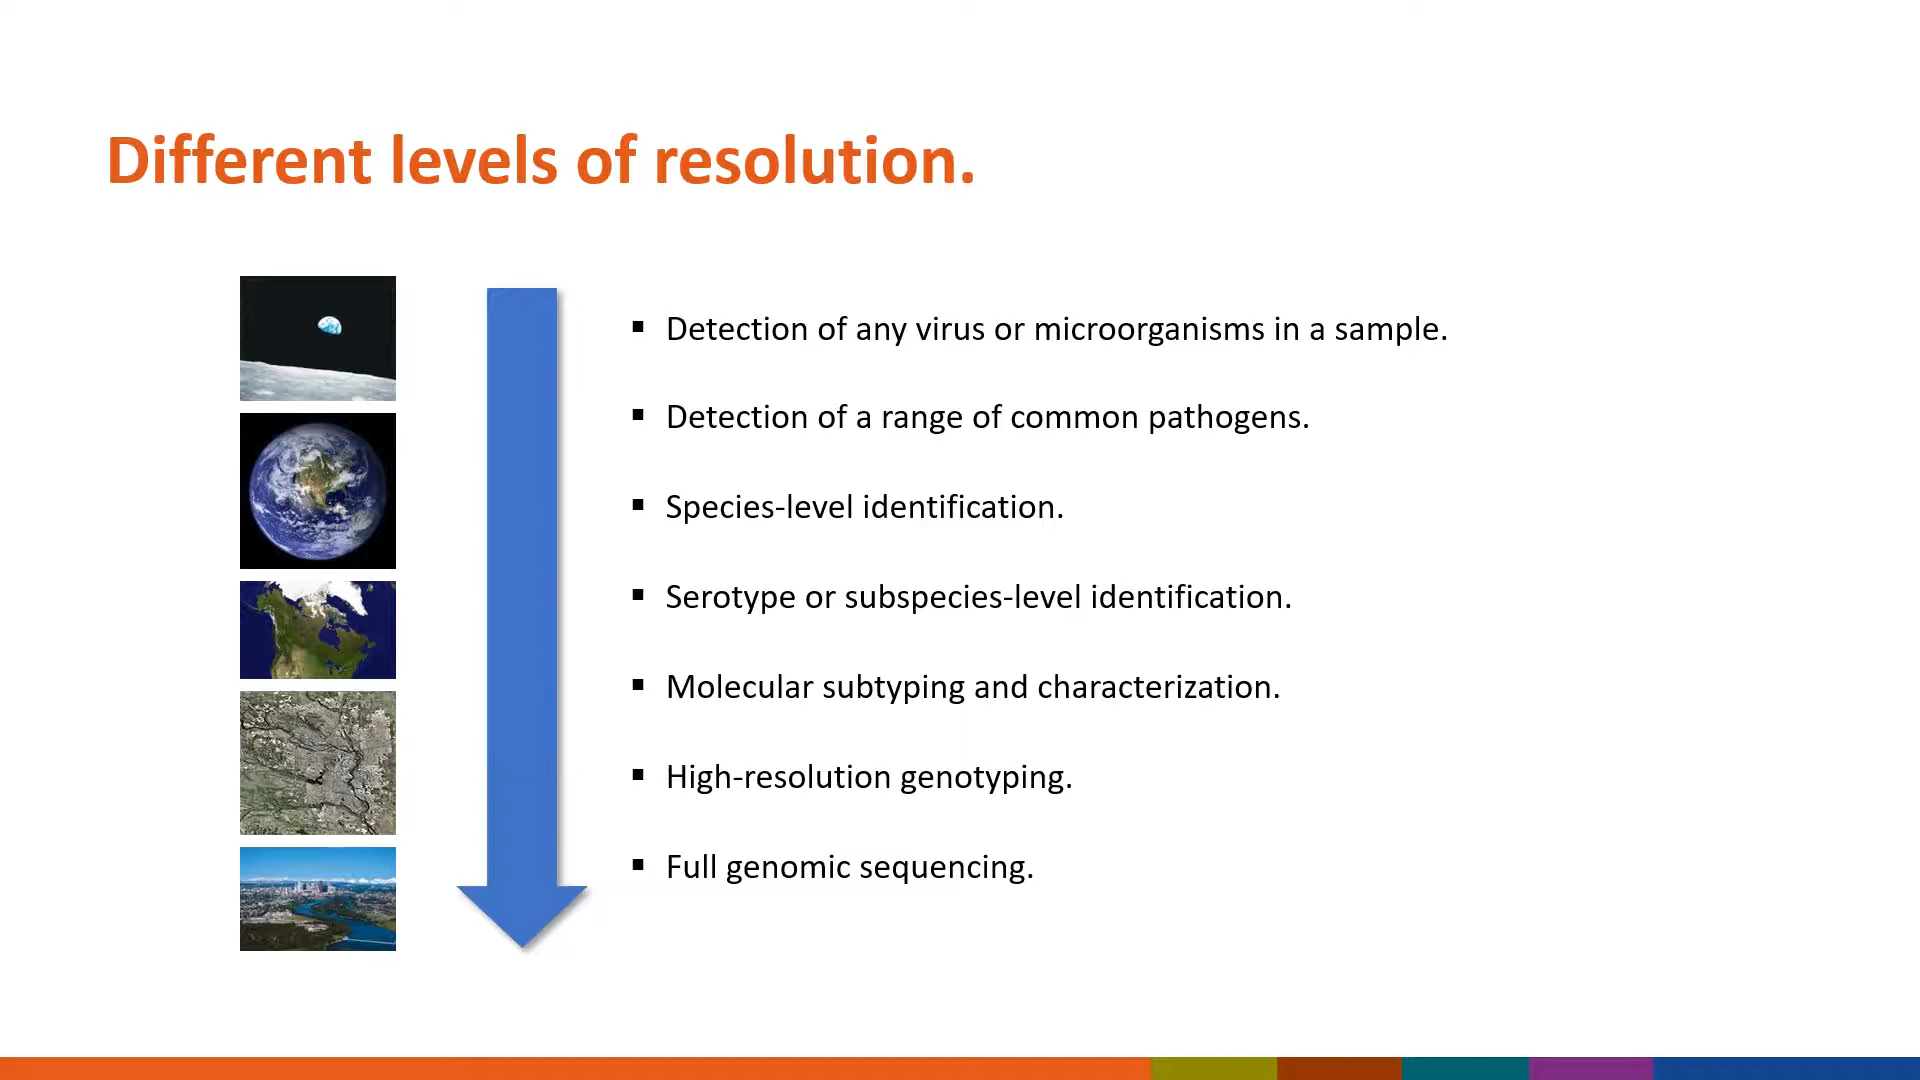 Different levels of resolution.
▪ Detection of any virus or microorganisms in a sample.
▪ Detection of a range of common pathogens.
▪ Species-level identification.
▪ Serotype or subspecies-level identification.
▪ Molecular subtyping and characterization.
▪ High-resolution genotyping.
▪ Full genomic sequencing.